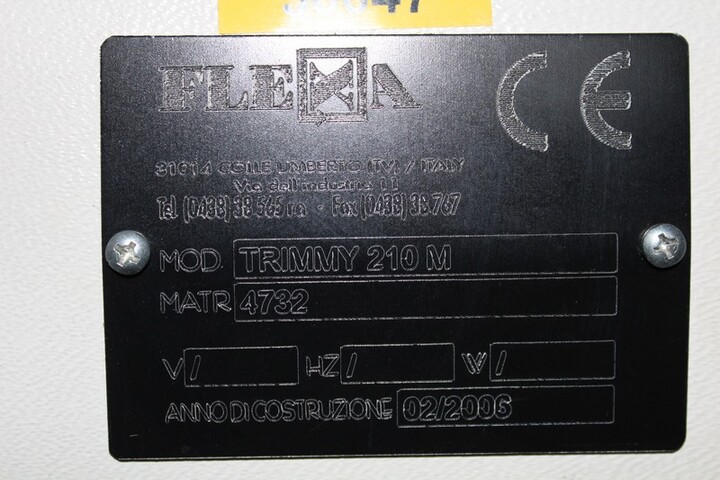 FLEXA
CE
31014 COLLE UMBERTO (TV) / ITALY
Via dell'industria 11
Tel. (0438) 38 565 r.a. · Fax (0438) 38 767
MOD. TRIMMY 210 M
MATR 4732
V / HZ / W /
ANNO DI COSTRUZIONE 02/2006